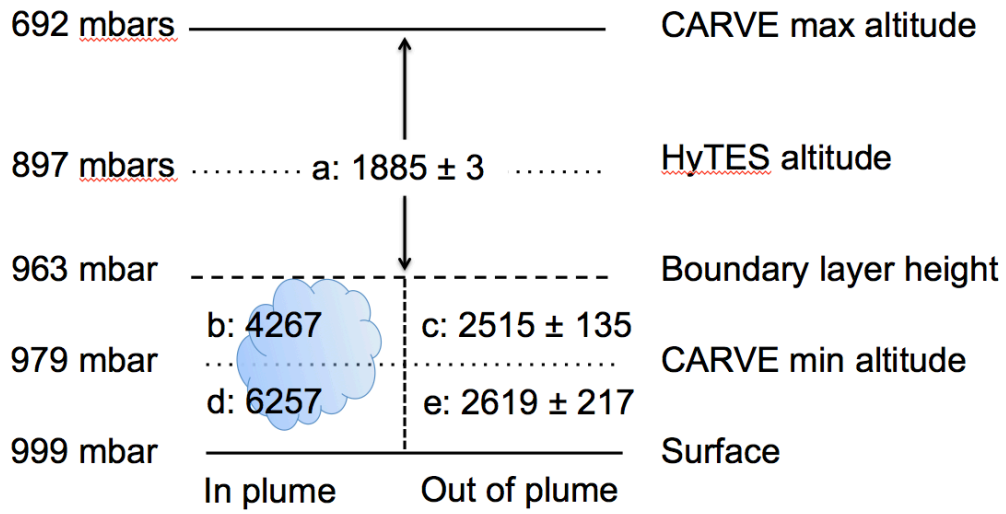 692 mbars CARVE max altitude
897 mbars a: 1885 ± 3 HyTES altitude
963 mbar Boundary layer height
b: 4267 c: 2515 ± 135
979 mbar CARVE min altitude
d: 6257 e: 2619 ± 217
999 mbar Surface
In plume Out of plume